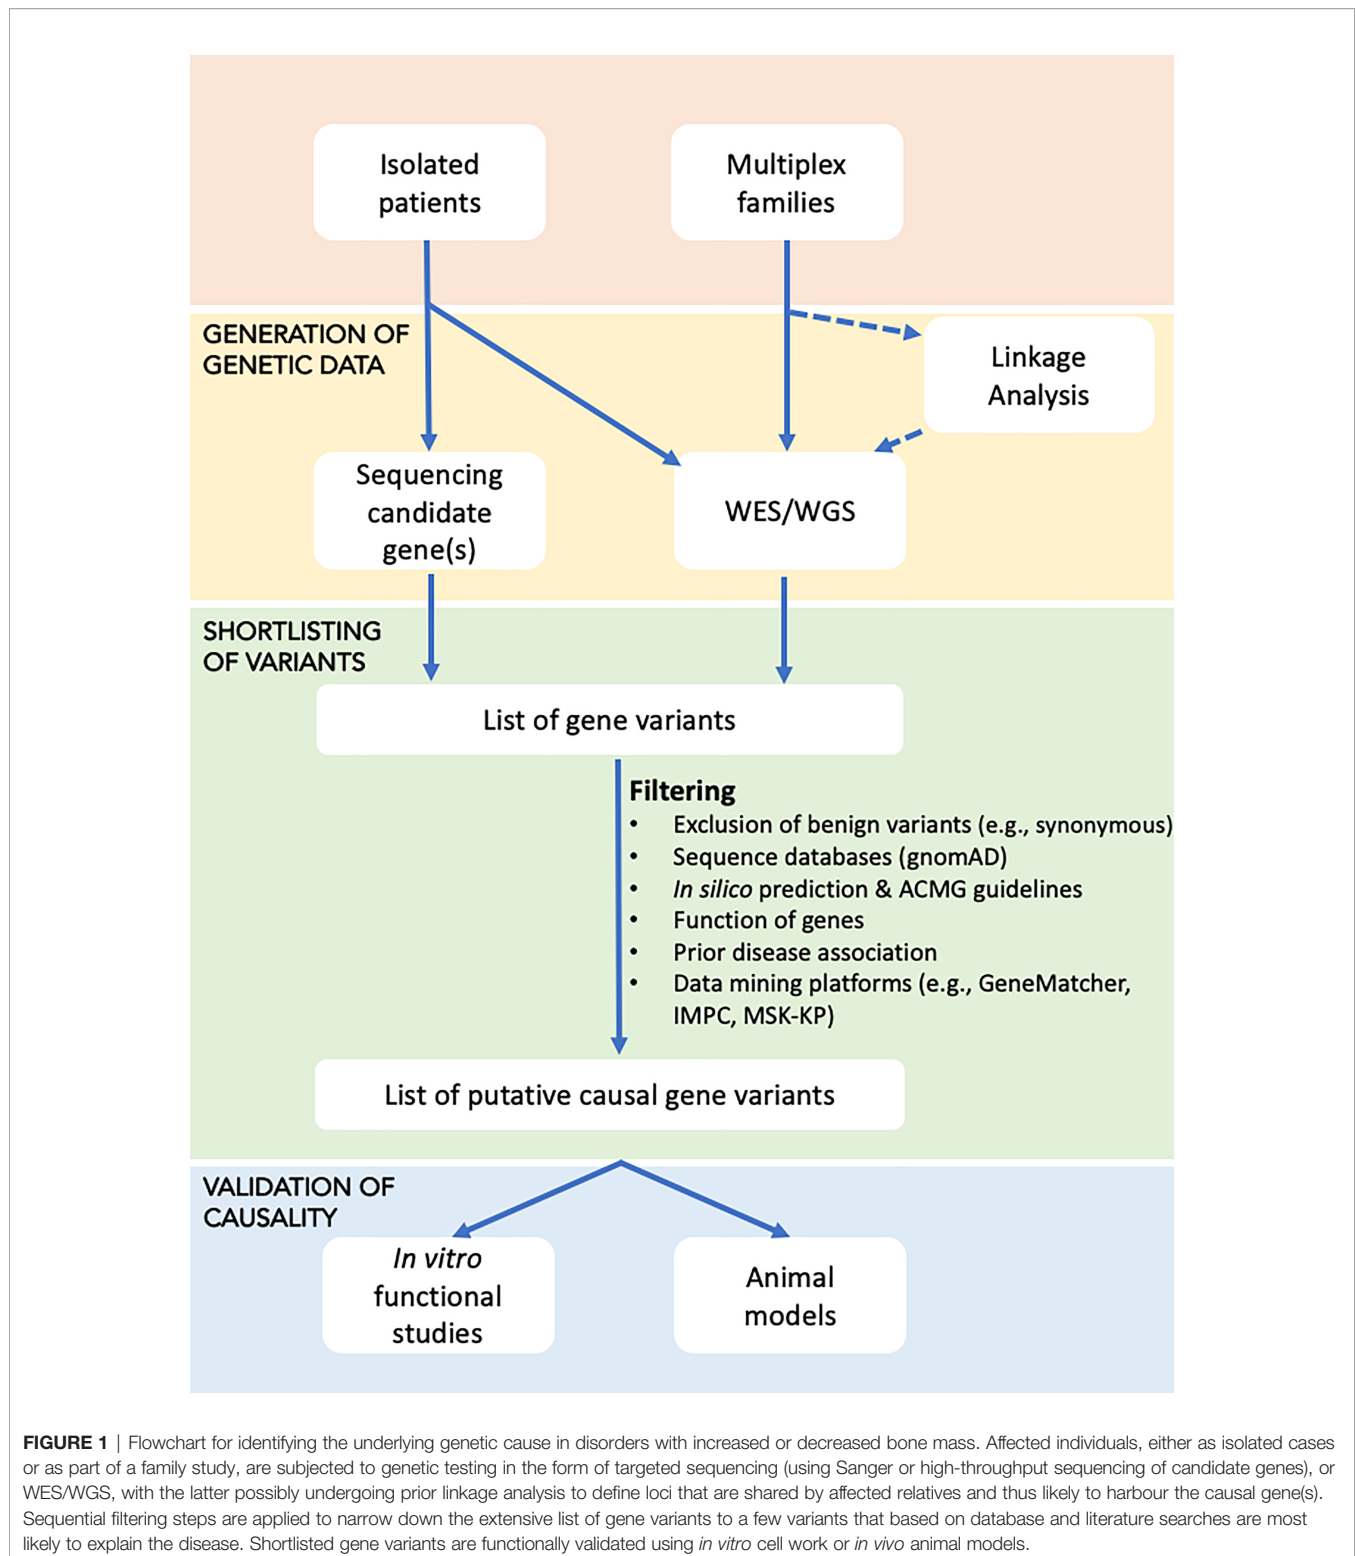 Isolated
patients
Multiplex
families
GENERATION OF
GENETIC DATA
Linkage
Analysis
Sequencing
candidate
gene(s)
WES/WGS
SHORTLISTING
OF VARIANTS
List of gene variants
Filtering
• Exclusion of benign variants (e.g., synonymous)
• Sequence databases (gnomAD)
• In silico prediction & ACMG guidelines
• Function of genes
• Prior disease association
• Data mining platforms (e.g., GeneMatcher,
IMPC, MSK-KP)
List of putative causal gene variants
VALIDATION OF
CAUSALITY
In vitro
functional
studies
Animal
models
FIGURE 1 | Flowchart for identifying the underlying genetic cause in disorders with increased or decreased bone mass. Affected individuals, either as isolated cases
or as part of a family study, are subjected to genetic testing in the form of targeted sequencing (using Sanger or high-throughput sequencing of candidate genes), or
WES/WGS, with the latter possibly undergoing prior linkage analysis to define loci that are shared by affected relatives and thus likely to harbour the causal gene(s).
Sequential filtering steps are applied to narrow down the extensive list of gene variants to a few variants that based on database and literature searches are most
likely to explain the disease. Shortlisted gene variants are functionally validated using in vitro cell work or in vivo animal models.